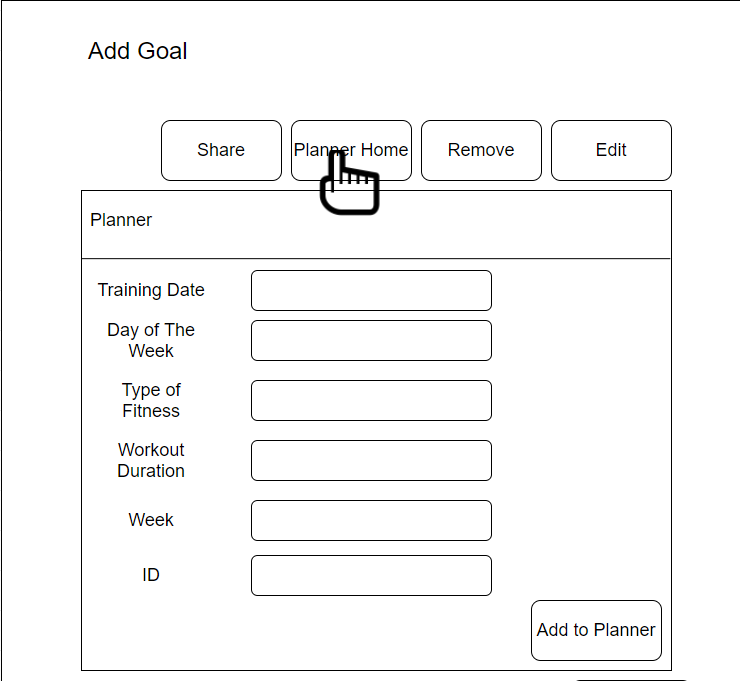 Add Goal
Share
Planner Home
Remove
Edit
Planner
Training Date
Day of The
Week
Type of
Fitness
Workout
Duration
Week
ID
Add to Planner